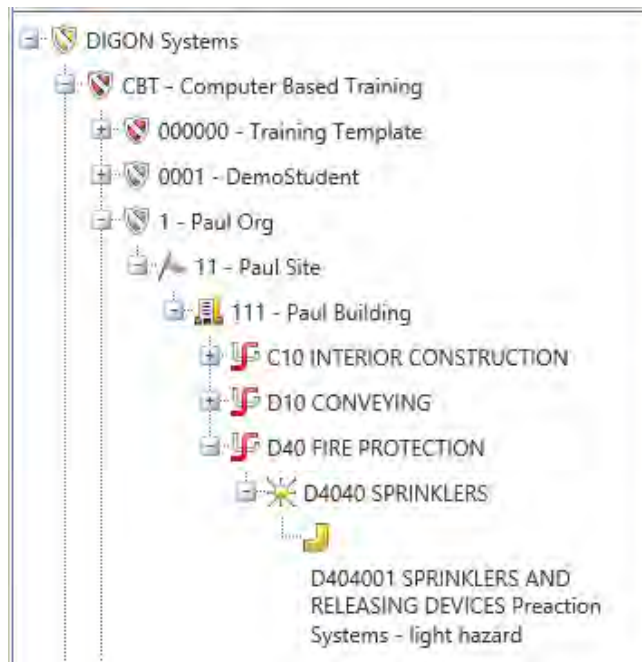 DIGON Systems
CBT - Computer Based Training
000000 - Training Template
0001 - DemoStudent
1 - Paul Org
11 - Paul Site
111 - Paul Building
C10 INTERIOR CONSTRUCTION
D10 CONVEYING
D40 FIRE PROTECTION
D4040 SPRINKLERS
D404001 SPRINKLERS AND
RELEASING DEVICES Preaction
Systems - light hazard